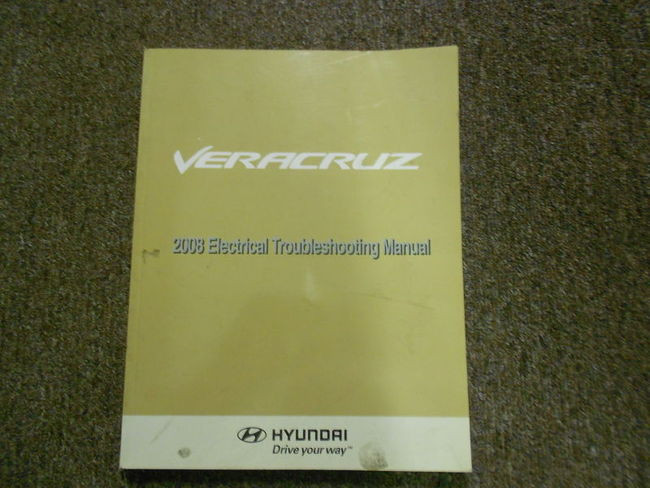 VERACRUZ
2008 Electrical Troubleshooting Manual
HYUNDAI
Drive your way™